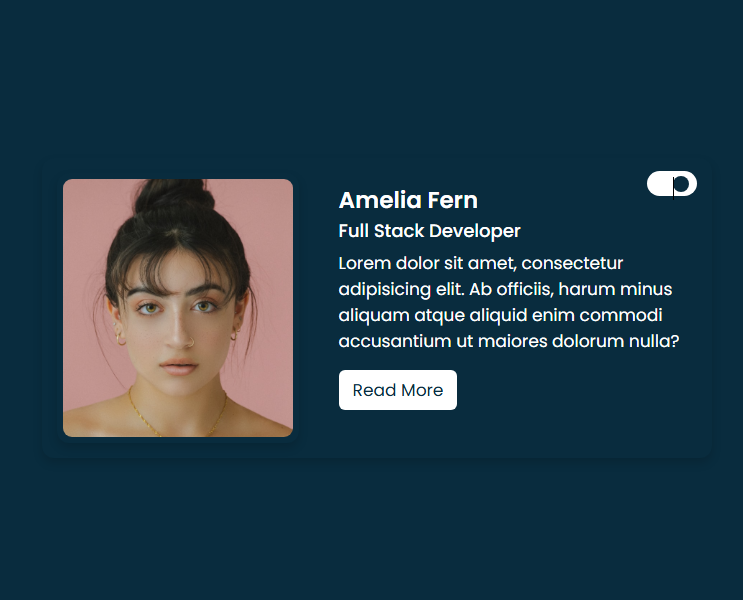 Amelia Fern
Full Stack Developer
Lorem dolor sit amet, consectetur
adipisicing elit. Ab officiis, harum minus
aliquam atque aliquid enim commodi
accusantium ut maiores dolorum nulla?
Read More